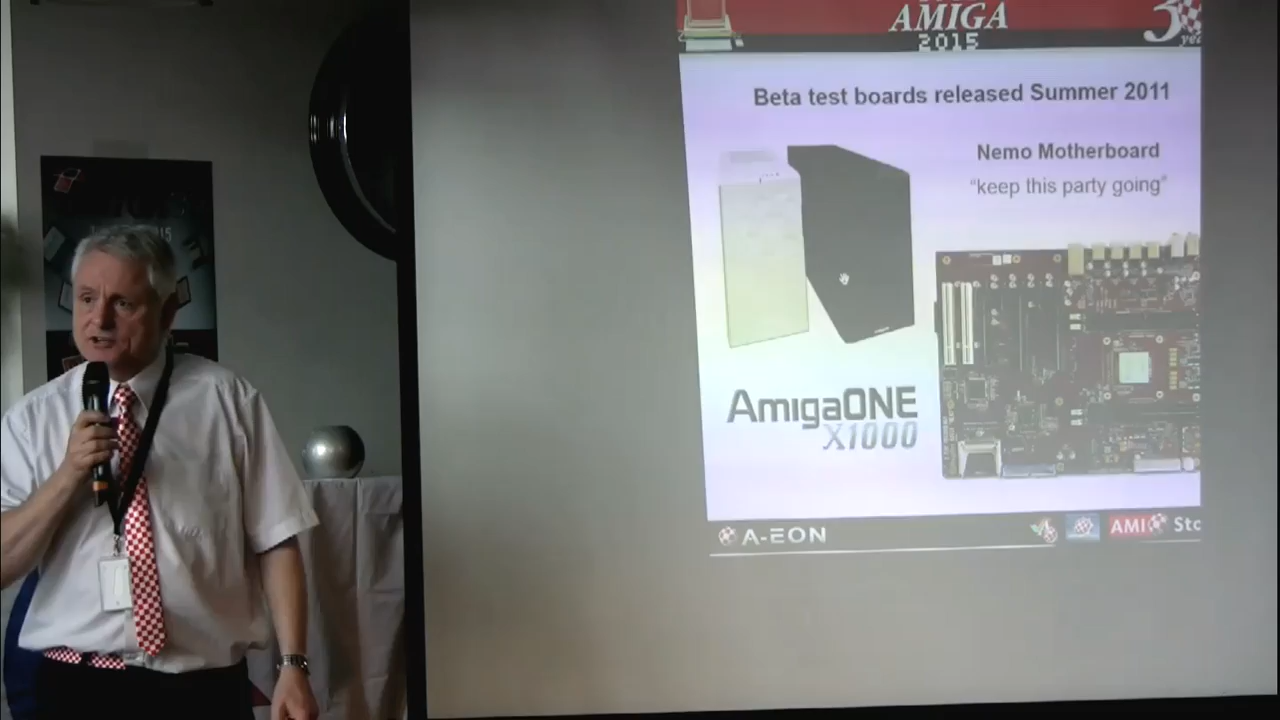 AMIGA
2015
30
Beta test boards released Summer 2011
Nemo Motherboard
“keep this party going”
AmigaONE
X1000
A-EON
AMI Sto